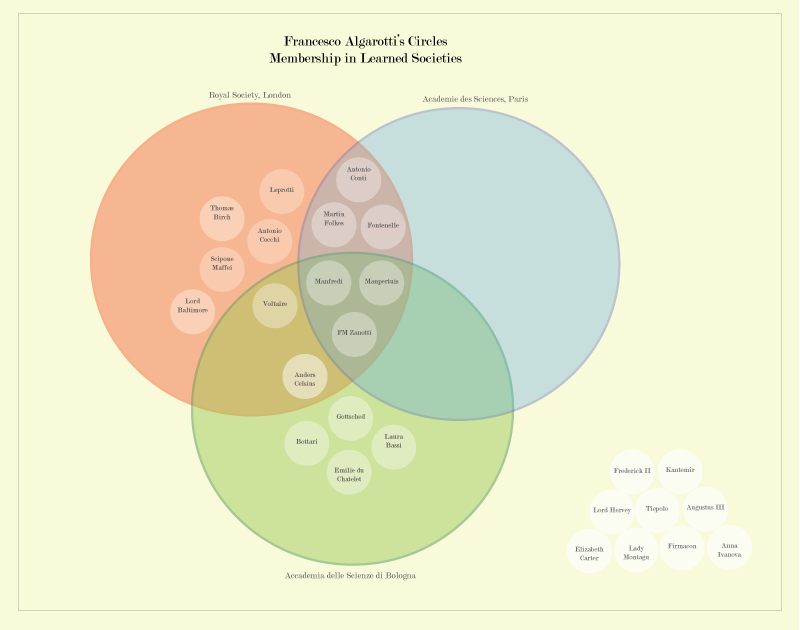 Francesco Algarotti's Circles
Membership in Learned Societies
Royal Society, London
Academie des Sciences, Paris
Antonio
Conti
Leprotti
Thomas
Birch
Martin
Folkes
Fontenelle
Antonio
Cocchi
Scipone
Maffei
Manfredi
Maupertuis
Lord
Baltimore
Voltaire
FM Zanotti
Anders
Celsius
Gottsched
Bottari
Laura
Bassi
Emilie du
Chatelet
Frederick II
Kantemir
Lord Hervey
Tiepolo
Augustus III
Elizabeth
Carter
Lady
Montagu
Firmacon
Anna
Ivanova
Accademia delle Scienze di Bologna